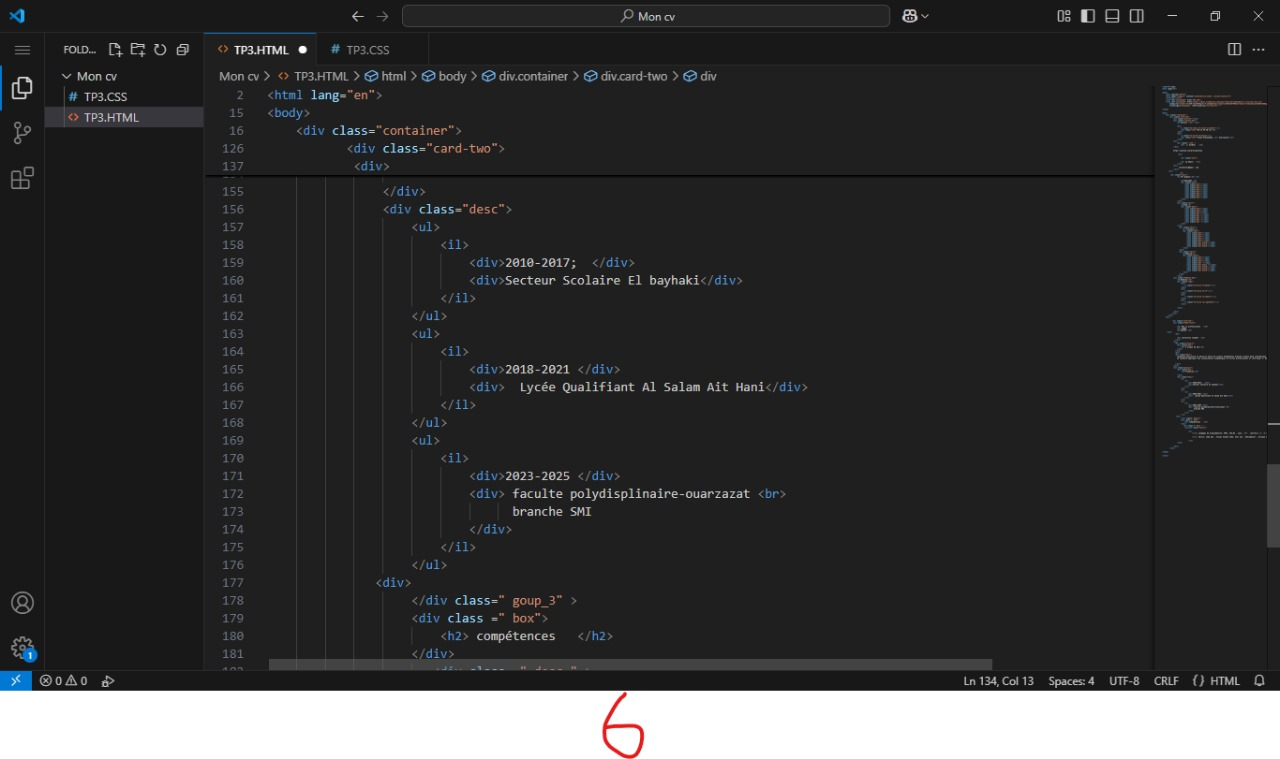 Mon cv
FOLD...
TP3.HTML
# TP3.CSS
Mon cv
# TP3.CSS
<> TP3.HTML
Mon cv > <> TP3.HTML > html > body > div.container > div.card-two > div
2 <html lang="en">
15 <body>
16 <div class="container">
126 <div class="card-two">
137 <div>
155 </div>
156 <div class="desc">
157 <ul>
158 <il>
159 <div>2010-2017;  </div>
160 <div>Secteur Scolaire El bayhaki</div>
161 </il>
162 </ul>
163 <ul>
164 <il>
165 <div>2018-2021 </div>
166 <div>  Lycée Qualifiant Al Salam Ait Hani</div>
167 </il>
168 </ul>
169 <ul>
170 <il>
171 <div>2023-2025 </div>
172 <div> faculte polydisplinaire-ouarzazat <br>
173 branche SMI
174 </div>
175 </il>
176 </ul>
177 <div>
178 </div class=" goup_3" >
179 <div class =" box">
180 <h2> compétences   </h2>
181 </div>
0 0
Ln 134, Col 13 Spaces: 4 UTF-8 CRLF {} HTML
1
6